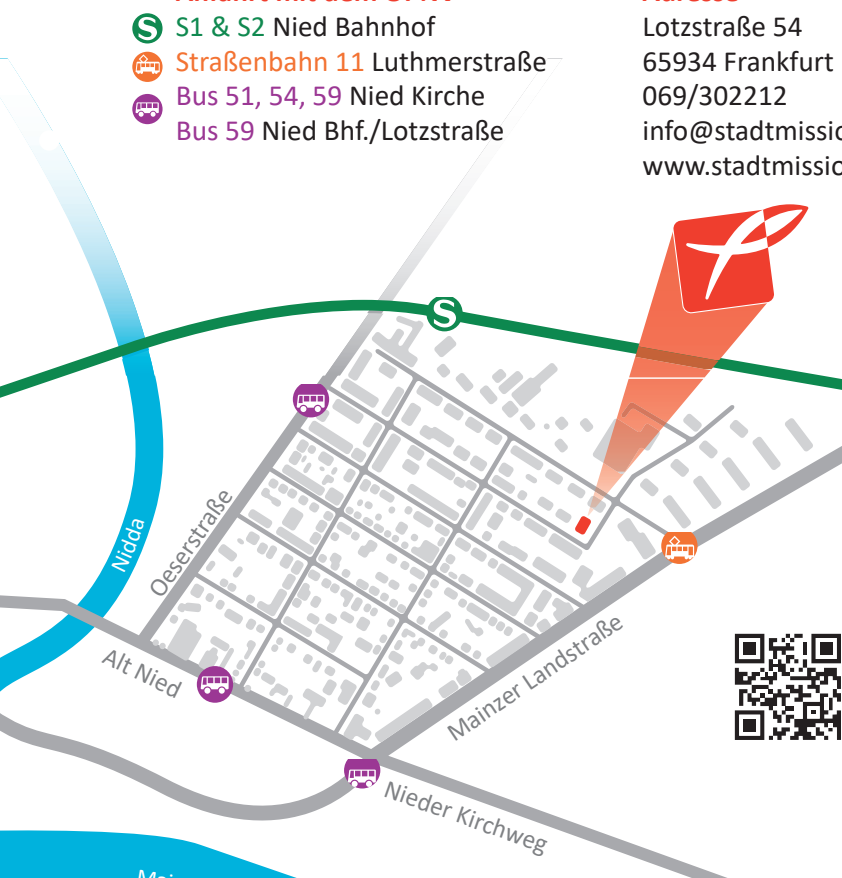 S S1 & S2 Nied Bahnhof
Straßenbahn 11 Luthmerstraße
Bus 51, 54, 59 Nied Kirche
Bus 59 Nied Bhf./Lotzstraße
Lotzstraße 54
65934 Frankfurt
069/302212
S
Nidda
Oeserstraße
Alt Nied
Mainzer Landstraße
Nieder Kirchweg